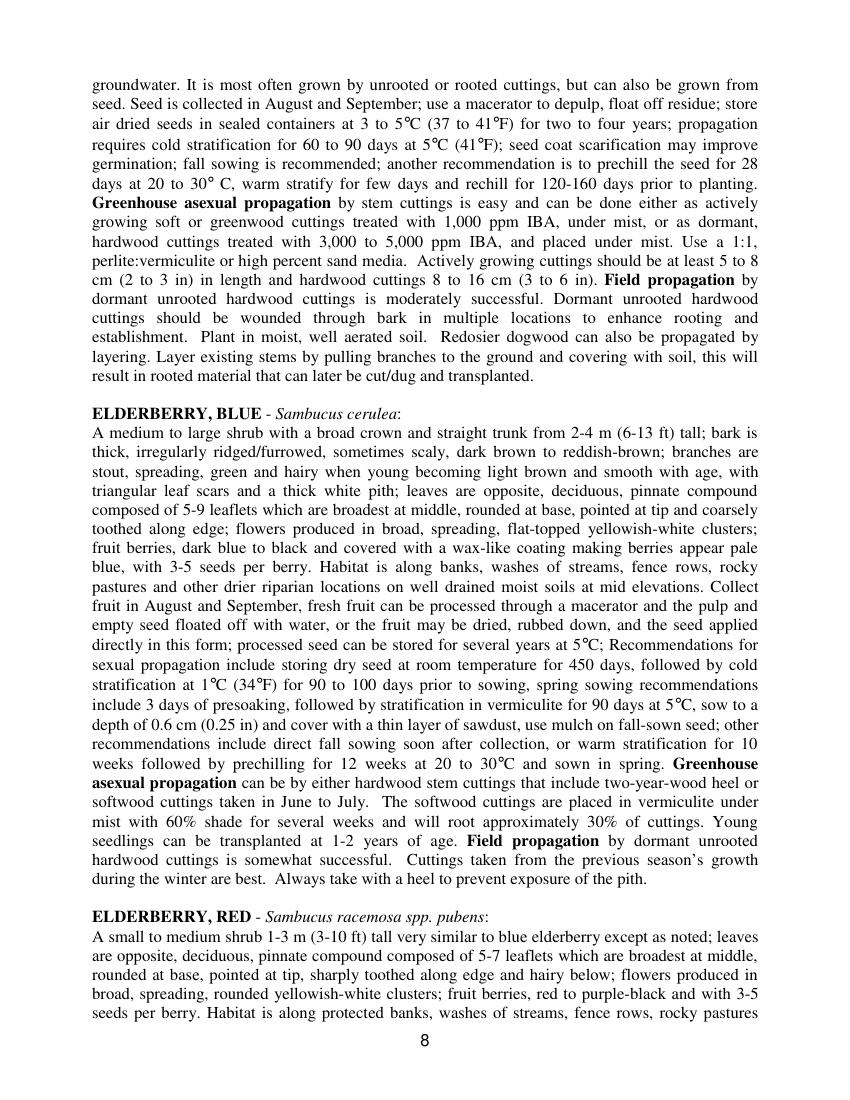 groundwater. It is most often grown by unrooted or rooted cuttings, but can also be grown from
seed. Seed is collected in August and September; use a macerator to depulp, float off residue; store
air dried seeds in sealed containers at 3 to 5°C (37 to 41°F) for two to four years; propagation
requires cold stratification for 60 to 90 days at 5°C (41°F); seed coat scarification may improve
germination; fall sowing is recommended; another recommendation is to prechill the seed for 28
days at 20 to 30° C, warm stratify for few days and rechill for 120-160 days prior to planting.
Greenhouse asexual propagation by stem cuttings is easy and can be done either as actively
growing soft or greenwood cuttings treated with 1,000 ppm IBA, under mist, or as dormant,
hardwood cuttings treated with 3,000 to 5,000 ppm IBA, and placed under mist. Use a 1:1,
perlite:vermiculite or high percent sand media. Actively growing cuttings should be at least 5 to 8
cm (2 to 3 in) in length and hardwood cuttings 8 to 16 cm (3 to 6 in). Field propagation by
dormant unrooted hardwood cuttings is moderately successful. Dormant unrooted hardwood
cuttings should be wounded through bark in multiple locations to enhance rooting and
establishment. Plant in moist, well aerated soil. Redosier dogwood can also be propagated by
layering. Layer existing stems by pulling branches to the ground and covering with soil, this will
result in rooted material that can later be cut/dug and transplanted.
ELDERBERRY, BLUE - Sambucus cerulea:
A medium to large shrub with a broad crown and straight trunk from 2-4 m (6-13 ft) tall; bark is
thick, irregularly ridged/furrowed, sometimes scaly, dark brown to reddish-brown; branches are
stout, spreading, green and hairy when young becoming light brown and smooth with age, with
triangular leaf scars and a thick white pith; leaves are opposite, deciduous, pinnate compound
composed of 5-9 leaflets which are broadest at middle, rounded at base, pointed at tip and coarsely
toothed along edge; flowers produced in broad, spreading, flat-topped yellowish-white clusters;
fruit berries, dark blue to black and covered with a wax-like coating making berries appear pale
blue, with 3-5 seeds per berry. Habitat is along banks, washes of streams, fence rows, rocky
pastures and other drier riparian locations on well drained moist soils at mid elevations. Collect
fruit in August and September, fresh fruit can be processed through a macerator and the pulp and
empty seed floated off with water, or the fruit may be dried, rubbed down, and the seed applied
directly in this form; processed seed can be stored for several years at 5°C; Recommendations for
sexual propagation include storing dry seed at room temperature for 450 days, followed by cold
stratification at 1°C (34°F) for 90 to 100 days prior to sowing, spring sowing recommendations
include 3 days of presoaking, followed by stratification in vermiculite for 90 days at 5°C, sow to a
depth of 0.6 cm (0.25 in) and cover with a thin layer of sawdust, use mulch on fall-sown seed; other
recommendations include direct fall sowing soon after collection, or warm stratification for 10
weeks followed by prechilling for 12 weeks at 20 to 30°C and sown in spring. Greenhouse
asexual propagation can be by either hardwood stem cuttings that include two-year-wood heel or
softwood cuttings taken in June to July. The softwood cuttings are placed in vermiculite under
mist with 60% shade for several weeks and will root approximately 30% of cuttings. Young
seedlings can be transplanted at 1-2 years of age. Field propagation by dormant unrooted
hardwood cuttings is somewhat successful. Cuttings taken from the previous season's growth
during the winter are best. Always take with a heel to prevent exposure of the pith.
ELDERBERRY, RED - Sambucus racemosa spp. pubens:
A small to medium shrub 1-3 m (3-10 ft) tall very similar to blue elderberry except as noted; leaves
are opposite, deciduous, pinnate compound composed of 5-7 leaflets which are broadest at middle,
rounded at base, pointed at tip, sharply toothed along edge and hairy below; flowers produced in
broad, spreading, rounded yellowish-white clusters; fruit berries, red to purple-black and with 3-5
seeds per berry. Habitat is along protected banks, washes of streams, fence rows, rocky pastures
8